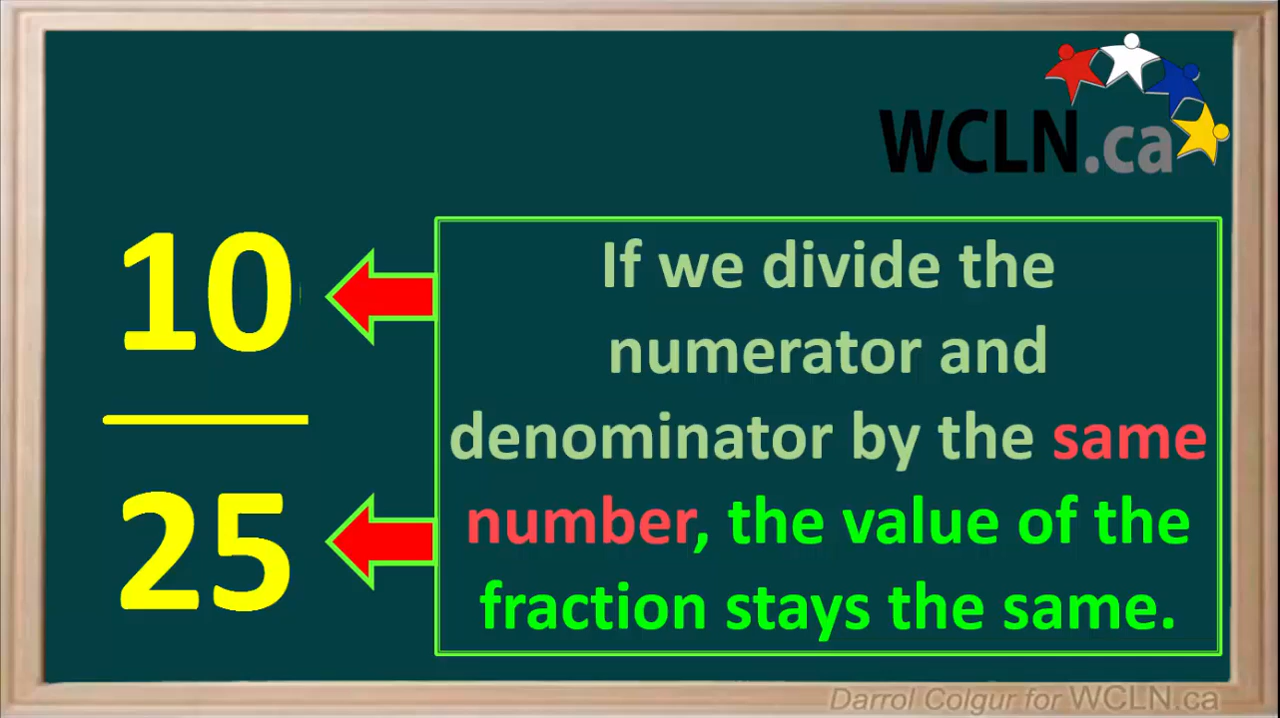 WCLN.ca
10
25
If we divide the
numerator and
denominator by the same
number, the value of the
fraction stays the same.
Darrol Colgur for WCLN.ca